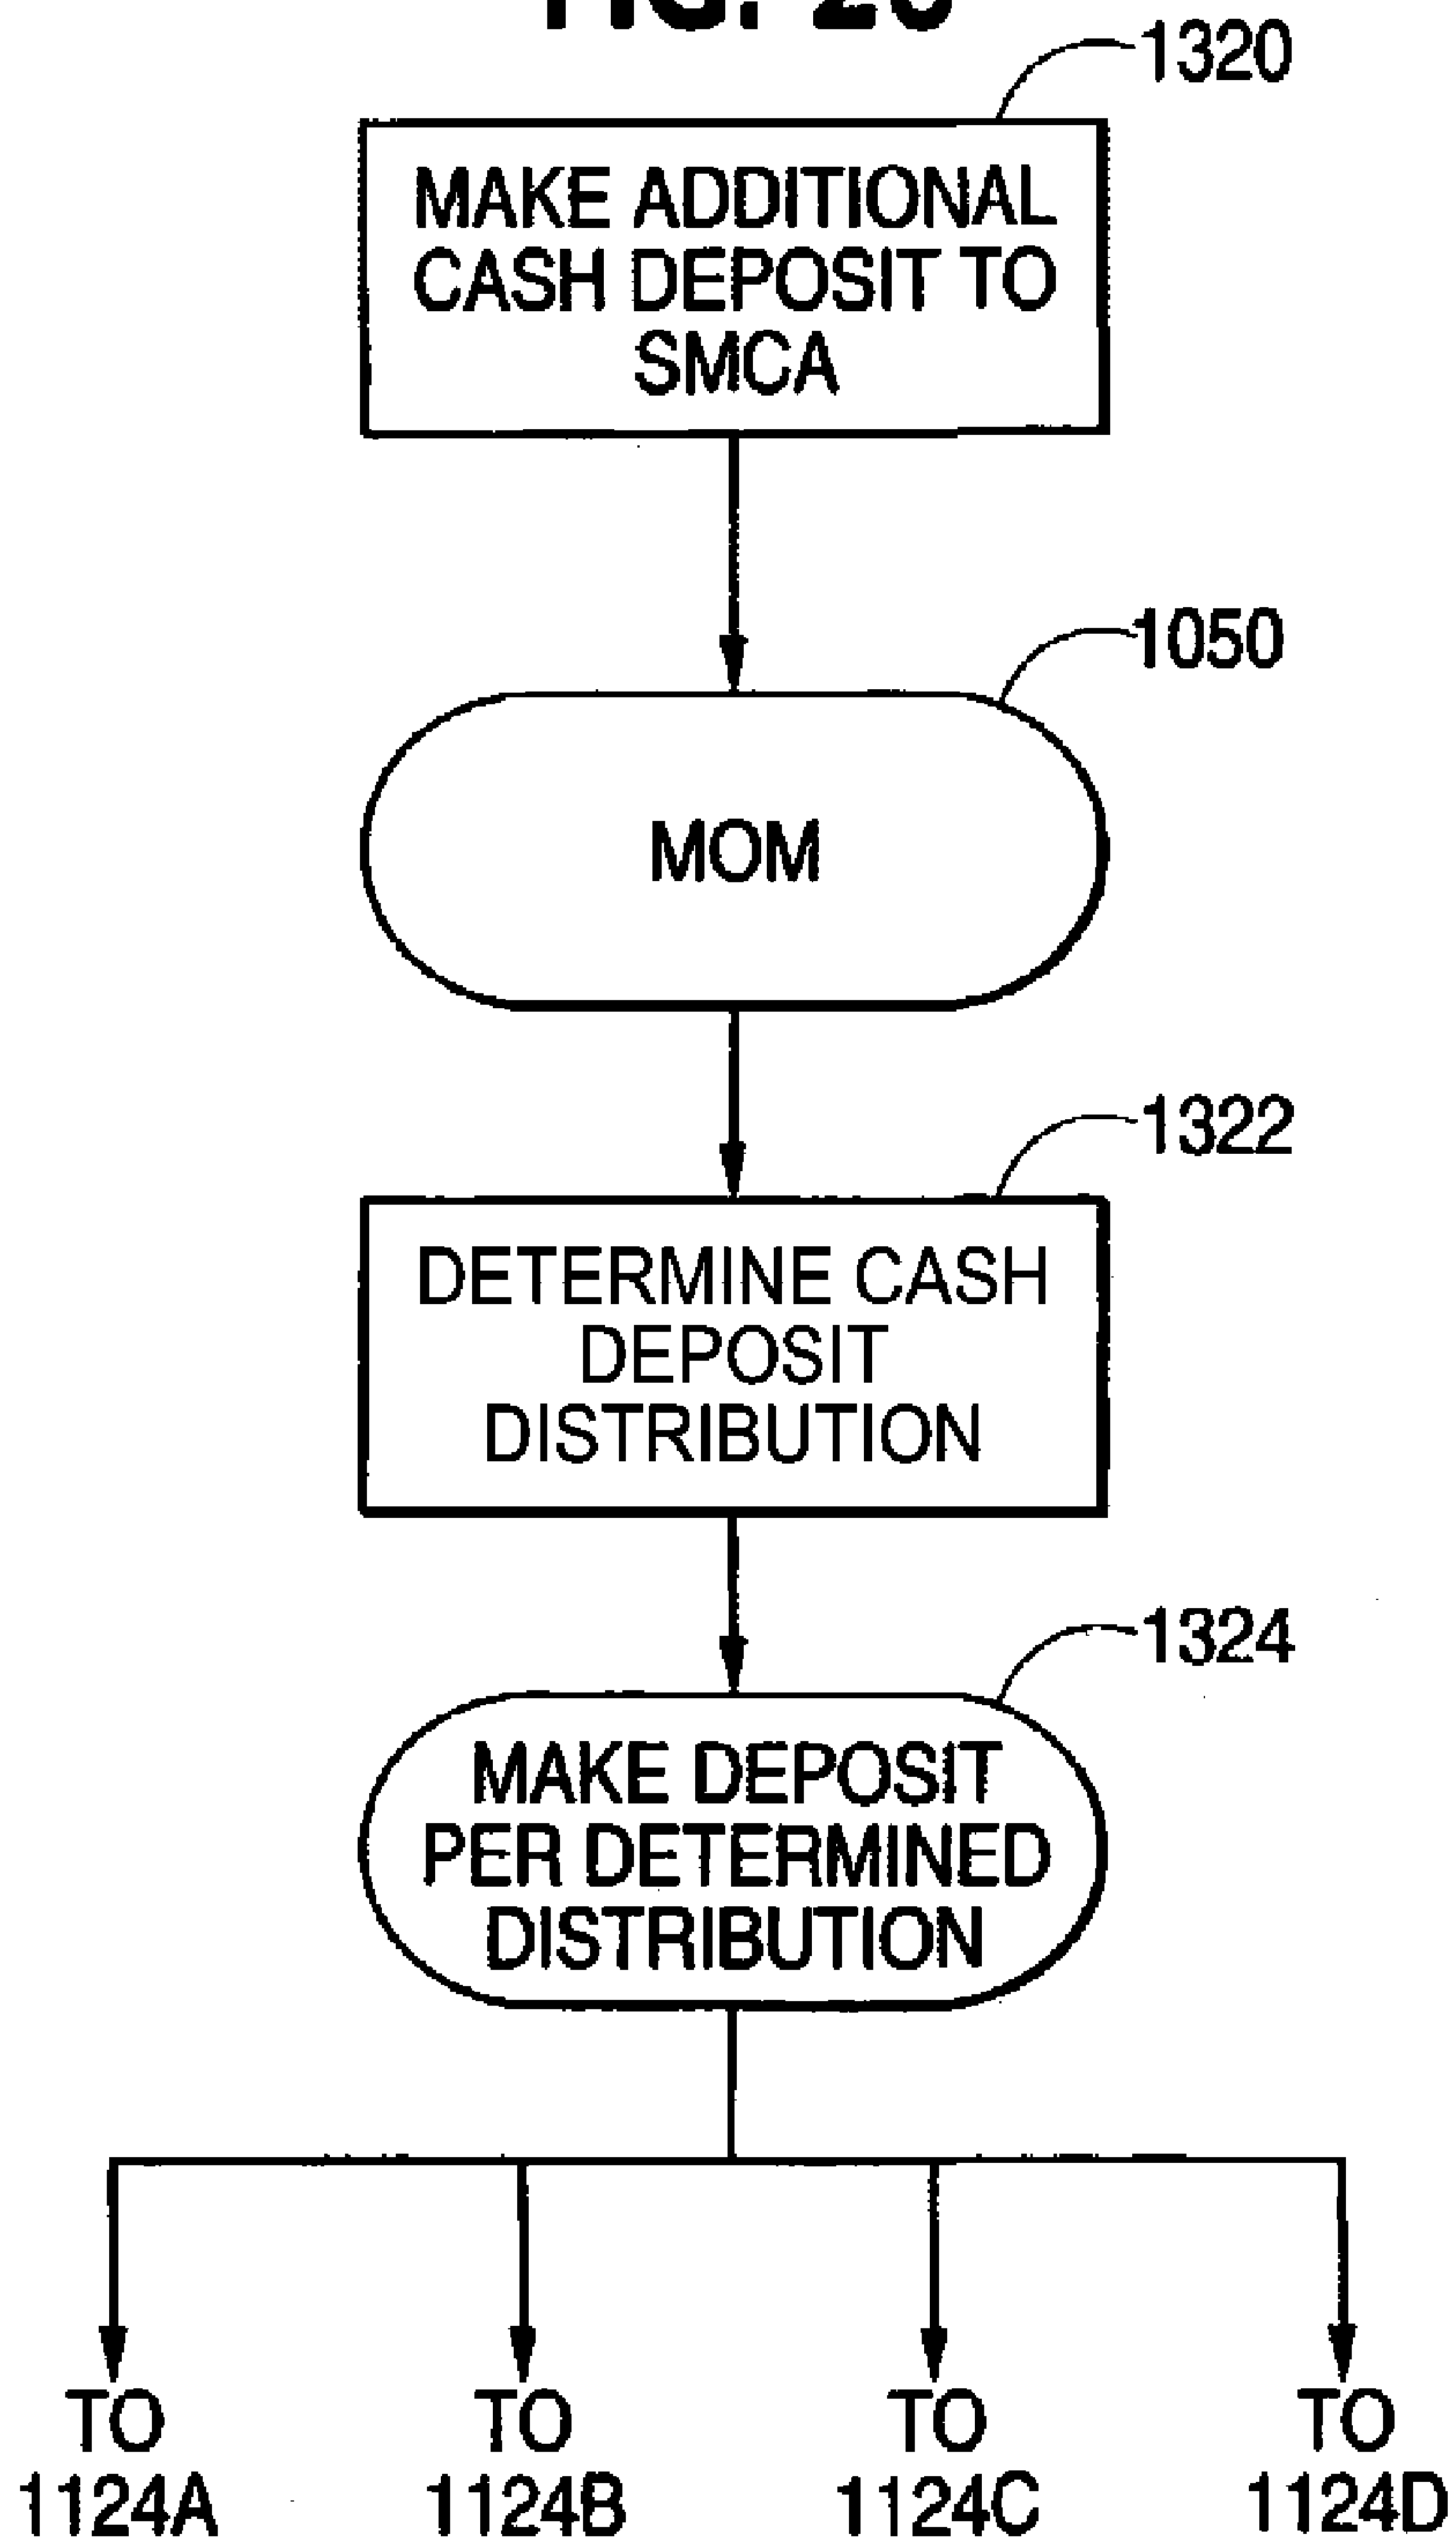 1320
MAKE ADDITIONAL
CASH DEPOSIT TO
SMCA
1050
MOM
1322
DETERMINE CASH
DEPOSIT
DISTRIBUTION
1324
MAKE DEPOSIT
PER DETERMINED
DISTRIBUTION
TO
1124A
TO
1124B
TO
1124C
TO
1124D